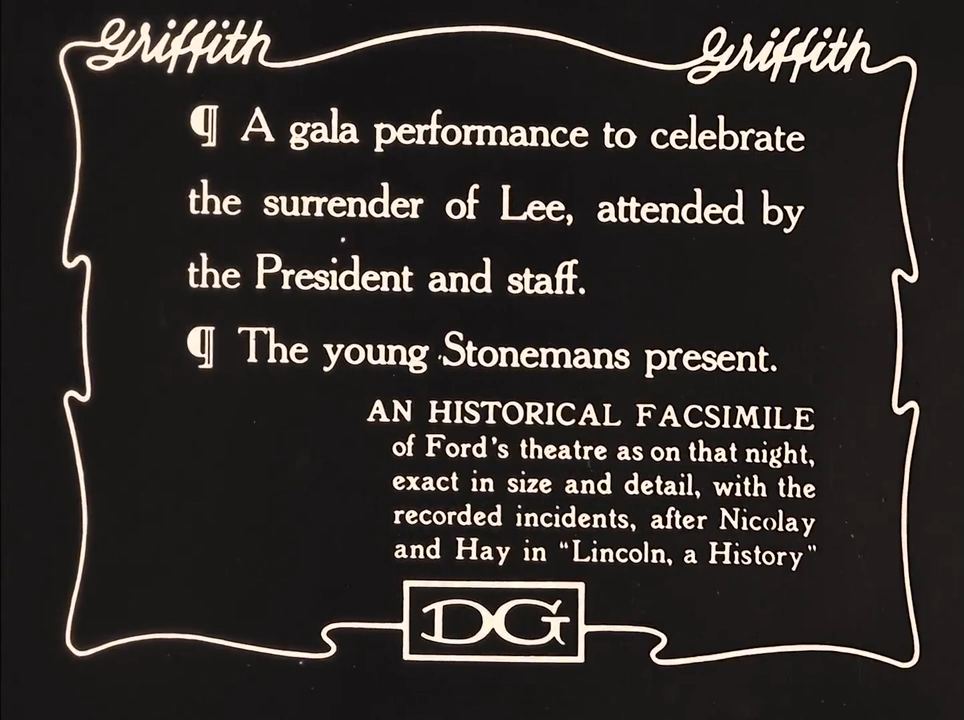 Griffith Griffith
¶ A gala performance to celebrate
the surrender of Lee, attended by
the President and staff.
¶ The young Stonemans present.
AN HISTORICAL FACSIMILE
of Ford's theatre as on that night,
exact in size and detail, with the
recorded incidents, after Nicolay
and Hay in "Lincoln, a History"
DG